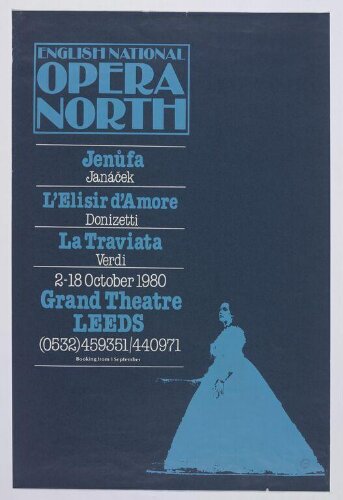 ENGLISH NATIONAL
OPERA
NORTH
Jenůfa
Janáček
L'Elisir d'Amore
Donizetti
La Traviata
Verdi
2-18 October 1980
Grand Theatre
LEEDS
(0532)459351/440971
Booking from 1 September